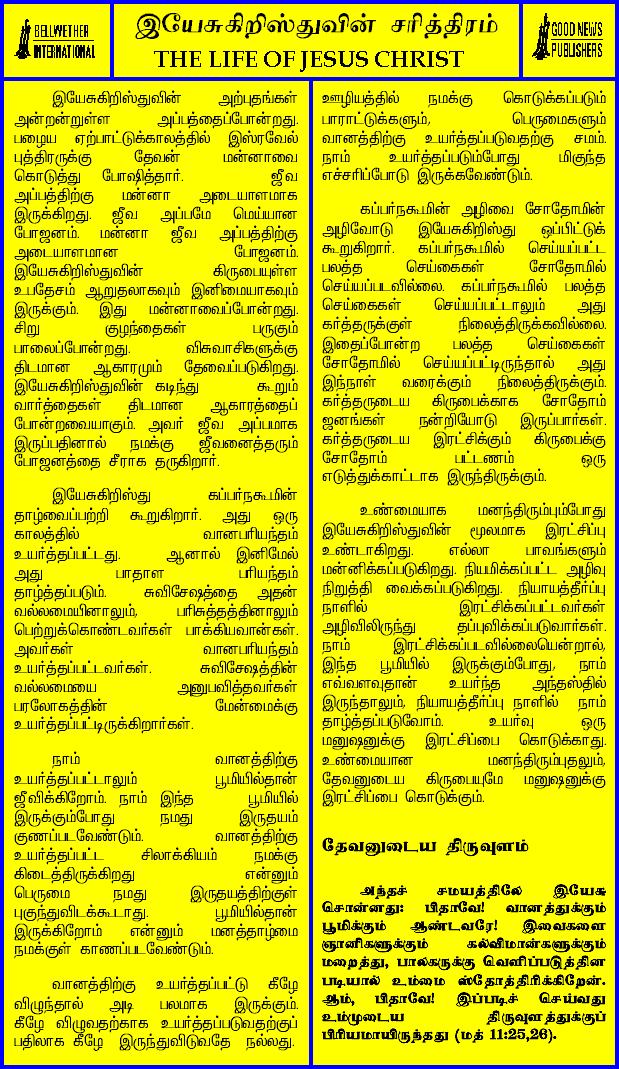 BELLWETHER
INTERNATIONAL
இயேசுகிறிஸ்துவின் சரித்திரம்
THE LIFE OF JESUS CHRIST
GOOD NEWS
PUBLISHERS
இயேசுகிறிஸ்துவின் அற்புதங்கள்
அன்றன்றுள்ள அப்பத்தைப்போன்றது.
பழைய ஏற்பாட்டுக்காலத்தில் இஸ்ரவேல்
புத்திரருக்கு தேவன் மன்னாவை
கொடுத்து போஷித்தார். ஜீவ
அப்பத்திற்கு மன்னா அடையாளமாக
இருக்கிறது. ஜீவ அப்பமே மெய்யான
போஜனம். மன்னா ஜீவ அப்பத்திற்கு
அடையாளமான போஜனம்.
இயேசுகிறிஸ்துவின் கிருபையுள்ள
உபதேசம் ஆறுதலாகவும் இனிமையாகவும்
இருக்கும். இது மன்னாவைப்போன்றது.
சிறு குழந்தைகள் பருகும்
பாலைப்போன்றது. விசுவாசிகளுக்கு
திடமான ஆகாரமும் தேவைப்படுகிறது.
இயேசுகிறிஸ்துவின் கடிந்து கூறும்
வார்த்தைகள் திடமான ஆகாரத்தைப்
போன்றவையாகும். அவர் ஜீவ அப்பமாக
இருப்பதினால் நமக்கு ஜீவனைத்தரும்
போஜனத்தை சீராக தருகிறார்.
இயேசுகிறிஸ்து கப்பர்நகூமின்
தாழ்வைப்பற்றி கூறுகிறார். அது ஒரு
காலத்தில் வானபரியந்தம்
உயர்த்தப்பட்டது. ஆனால் இனிமேல்
அது பாதாள பரியந்தம்
தாழ்த்தப்படும். சுவிசேஷத்தை அதன்
வல்லமையினாலும், பரிசுத்தத்தினாலும்
பெற்றுக்கொண்டவர்கள் பாக்கியவான்கள்.
அவர்கள் வானபரியந்தம்
உயர்த்தப்பட்டவர்கள். சுவிசேஷத்தின்
வல்லமையை அனுபவித்தவர்கள்
பரலோகத்தின் மேன்மைக்கு
உயர்த்தப்பட்டிருக்கிறார்கள்.
நாம் வானத்திற்கு
உயர்த்தப்பட்டாலும் பூமியில்தான்
ஜீவிக்கிறோம். நாம் இந்த பூமியில்
இருக்கும்போது நமது இருதயம்
குணப்படவேண்டும். வானத்திற்கு
உயர்த்தப்பட்ட சிலாக்கியம் நமக்கு
கிடைத்திருக்கிறது என்னும்
பெருமை நமது இருதயத்திற்குள்
புகுந்துவிடக்கூடாது. பூமியில்தான்
இருக்கிறோம் என்னும் மனத்தாழ்மை
நமக்குள் காணப்படவேண்டும்.
வானத்திற்கு உயர்த்தப்பட்டு கீழே
விழுந்தால் அடி பலமாக இருக்கும்.
கீழே விழுவதற்காக உயர்த்தப்படுவதற்குப்
பதிலாக கீழே இருந்துவிடுவதே நல்லது.
ஊழியத்தில் நமக்கு கொடுக்கப்படும்
பாராட்டுக்களும், பெருமைகளும்
வானத்திற்கு உயர்த்தப்படுவதற்கு சமம்.
நாம் உயர்த்தப்படும்போது மிகுந்த
எச்சரிப்போடு இருக்கவேண்டும்.
கப்பர்நகூமின் அழிவை சோதோமின்
அழிவோடு இயேசுகிறிஸ்து ஒப்பிட்டுக்
கூறுகிறார். கப்பர்நகூமில் செய்யப்பட்ட
பலத்த செய்கைகள் சோதோமில்
செய்யப்படவில்லை. கப்பர்நகூமில் பலத்த
செய்கைகள் செய்யப்பட்டாலும் அது
கர்த்தருக்குள் நிலைத்திருக்கவில்லை.
இதைப்போன்ற பலத்த செய்கைகள்
சோதோமில் செய்யப்பட்டிருந்தால் அது
இந்நாள் வரைக்கும் நிலைத்திருக்கும்.
கர்த்தருடைய கிருபைக்காக சோதோம்
ஜனங்கள் நன்றியோடு இருப்பார்கள்.
கர்த்தருடைய இரட்சிக்கும் கிருபைக்கு
சோதோம் பட்டணம் ஒரு
எடுத்துக்காட்டாக இருந்திருக்கும்.
உண்மையாக மனந்திரும்பும்போது
இயேசுகிறிஸ்துவின் மூலமாக இரட்சிப்பு
உண்டாகிறது. எல்லா பாவங்களும்
மன்னிக்கப்படுகிறது. நியமிக்கப்பட்ட அழிவு
நிறுத்தி வைக்கப்படுகிறது. நியாயத்தீர்ப்பு
நாளில் இரட்சிக்கப்பட்டவர்கள்
அழிவிலிருந்து தப்புவிக்கப்படுவார்கள்.
நாம் இரட்சிக்கப்படவில்லையென்றால்,
இந்த பூமியில் இருக்கும்போது, நாம்
எவ்வளவுதான் உயர்ந்த அந்தஸ்தில்
இருந்தாலும், நியாயத்தீர்ப்பு நாளில் நாம்
தாழ்த்தப்படுவோம். உயர்வு ஒரு
மனுஷனுக்கு இரட்சிப்பை கொடுக்காது.
உண்மையான மனந்திரும்புதலும்,
தேவனுடைய கிருபையுமே மனுஷனுக்கு
இரட்சிப்பை கொடுக்கும்.
தேவனுடைய திருவுளம்
அந்தச் சமயத்திலே இயேசு
சொன்னது: பிதாவே! வானத்துக்கும்
பூமிக்கும் ஆண்டவரே! இவைகளை
ஞானிகளுக்கும் கல்விமான்களுக்கும்
மறைத்து, பாலகருக்கு வெளிப்படுத்தின
படியால் உம்மை ஸ்தோத்திரிக்கிறேன்.
ஆம், பிதாவே! இப்படிச் செய்வது
உம்முடைய திருவுளத்துக்குப்
பிரியமாயிருந்தது (மத் 11:25,26).